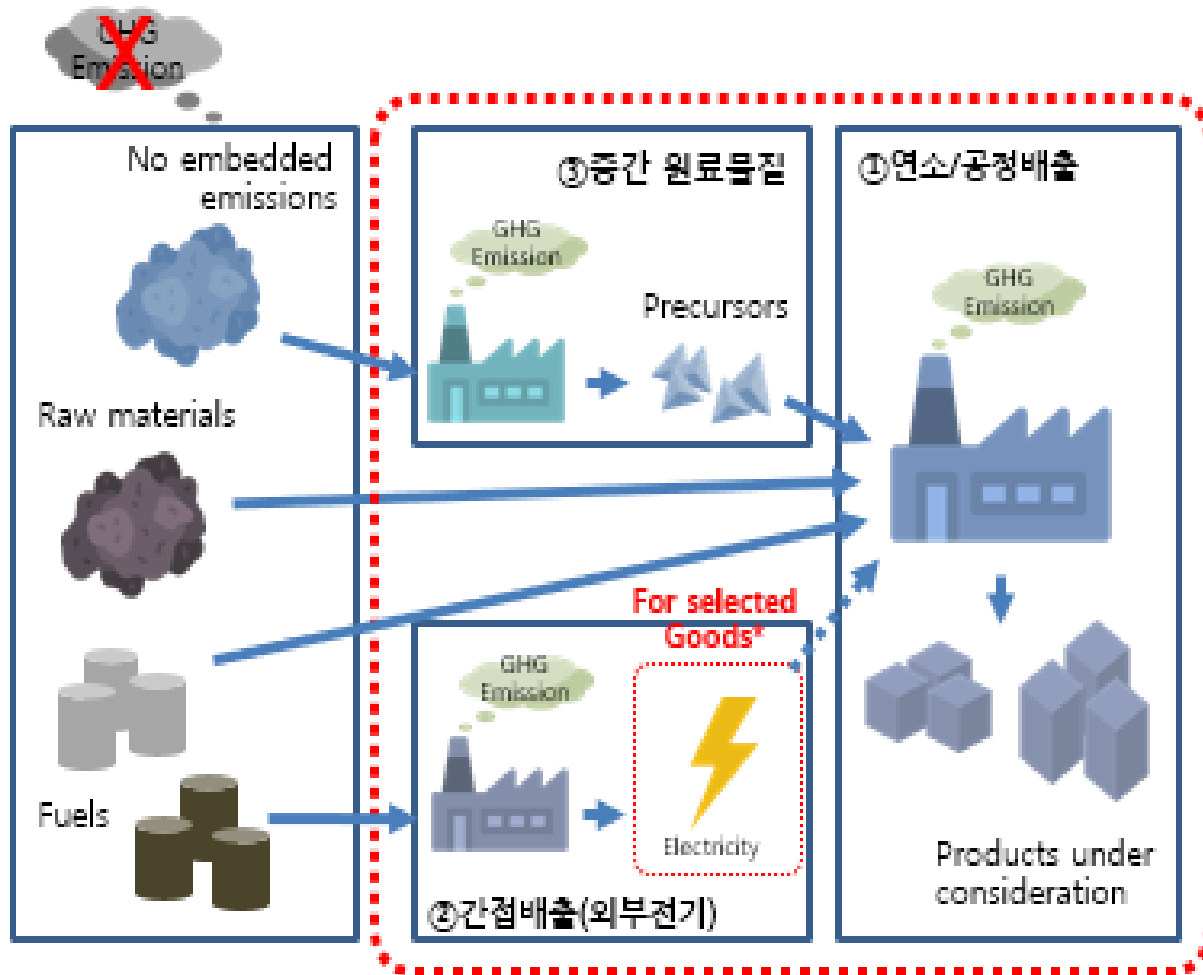 GHG
Emission
No embedded
emissions
Raw materials
Fuels
③중간 원료물질
GHG
Emission
Precursors
For selected
Goods*
GHG
Emission
Electricity
②간접배출(외부전기)
①연소/공정배출
GHG
Emission
Products under
consideration